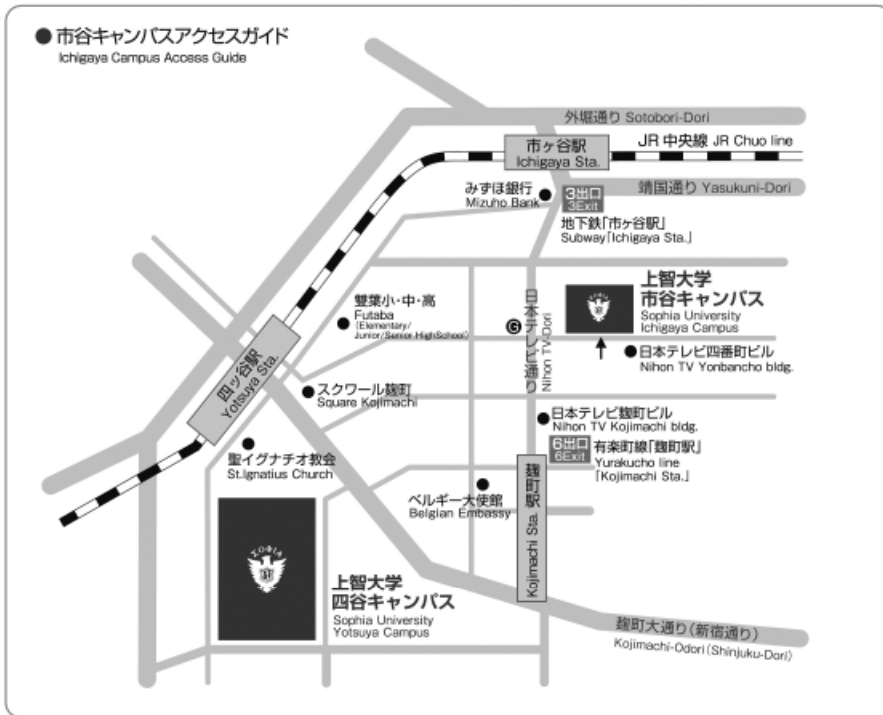 ● 市谷キャンパスアクセスガイド
Ichigaya Campus Access Guide
外堀通り Sotobori-Dori
市ヶ谷駅
Ichigaya Sta.
JR 中央線 JR Chuo line
みずほ銀行
Mizuho Bank
3出口
3Exit
靖国通り Yasukuni-Dori
地下鉄「市ヶ谷駅」
Subway「Ichigaya Sta.」
上智大学
市谷キャンパス
Sophia University
Ichigaya Campus
雙葉小・中・高
Futaba
(Elementary/
Junior/Senior HighSchool)
G
日本テレビ通り
Nihon TV-Dori
日本テレビ四番町ビル
Nihon TV Yonbancho bldg.
四ッ谷駅
Yotsuya Sta.
スクワール麹町
Square Kojimachi
日本テレビ麹町ビル
Nihon TV Kojimachi bldg.
6出口
6Exit
有楽町線「麹町駅」
Yurakucho line
「Kojimachi Sta.」
聖イグナチオ教会
St.Ignatius Church
ベルギー大使館
Belgian Embassy
麹町駅
Kojimachi Sta.
ΣΟΦΙΑ
上智大学
四谷キャンパス
Sophia University
Yotsuya Campus
麹町大通り(新宿通り)
Kojimachi-Odori(Shinjuku-Dori)